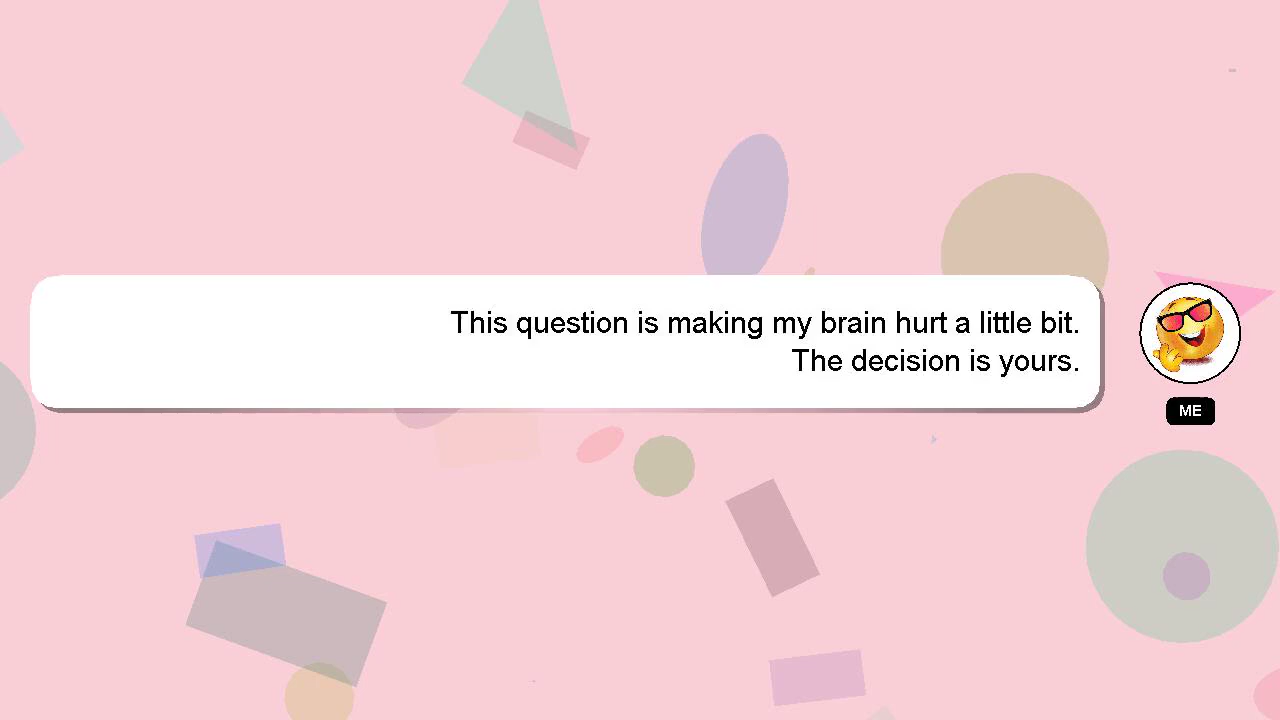 This question is making my brain hurt a little bit.
The decision is yours.
ME